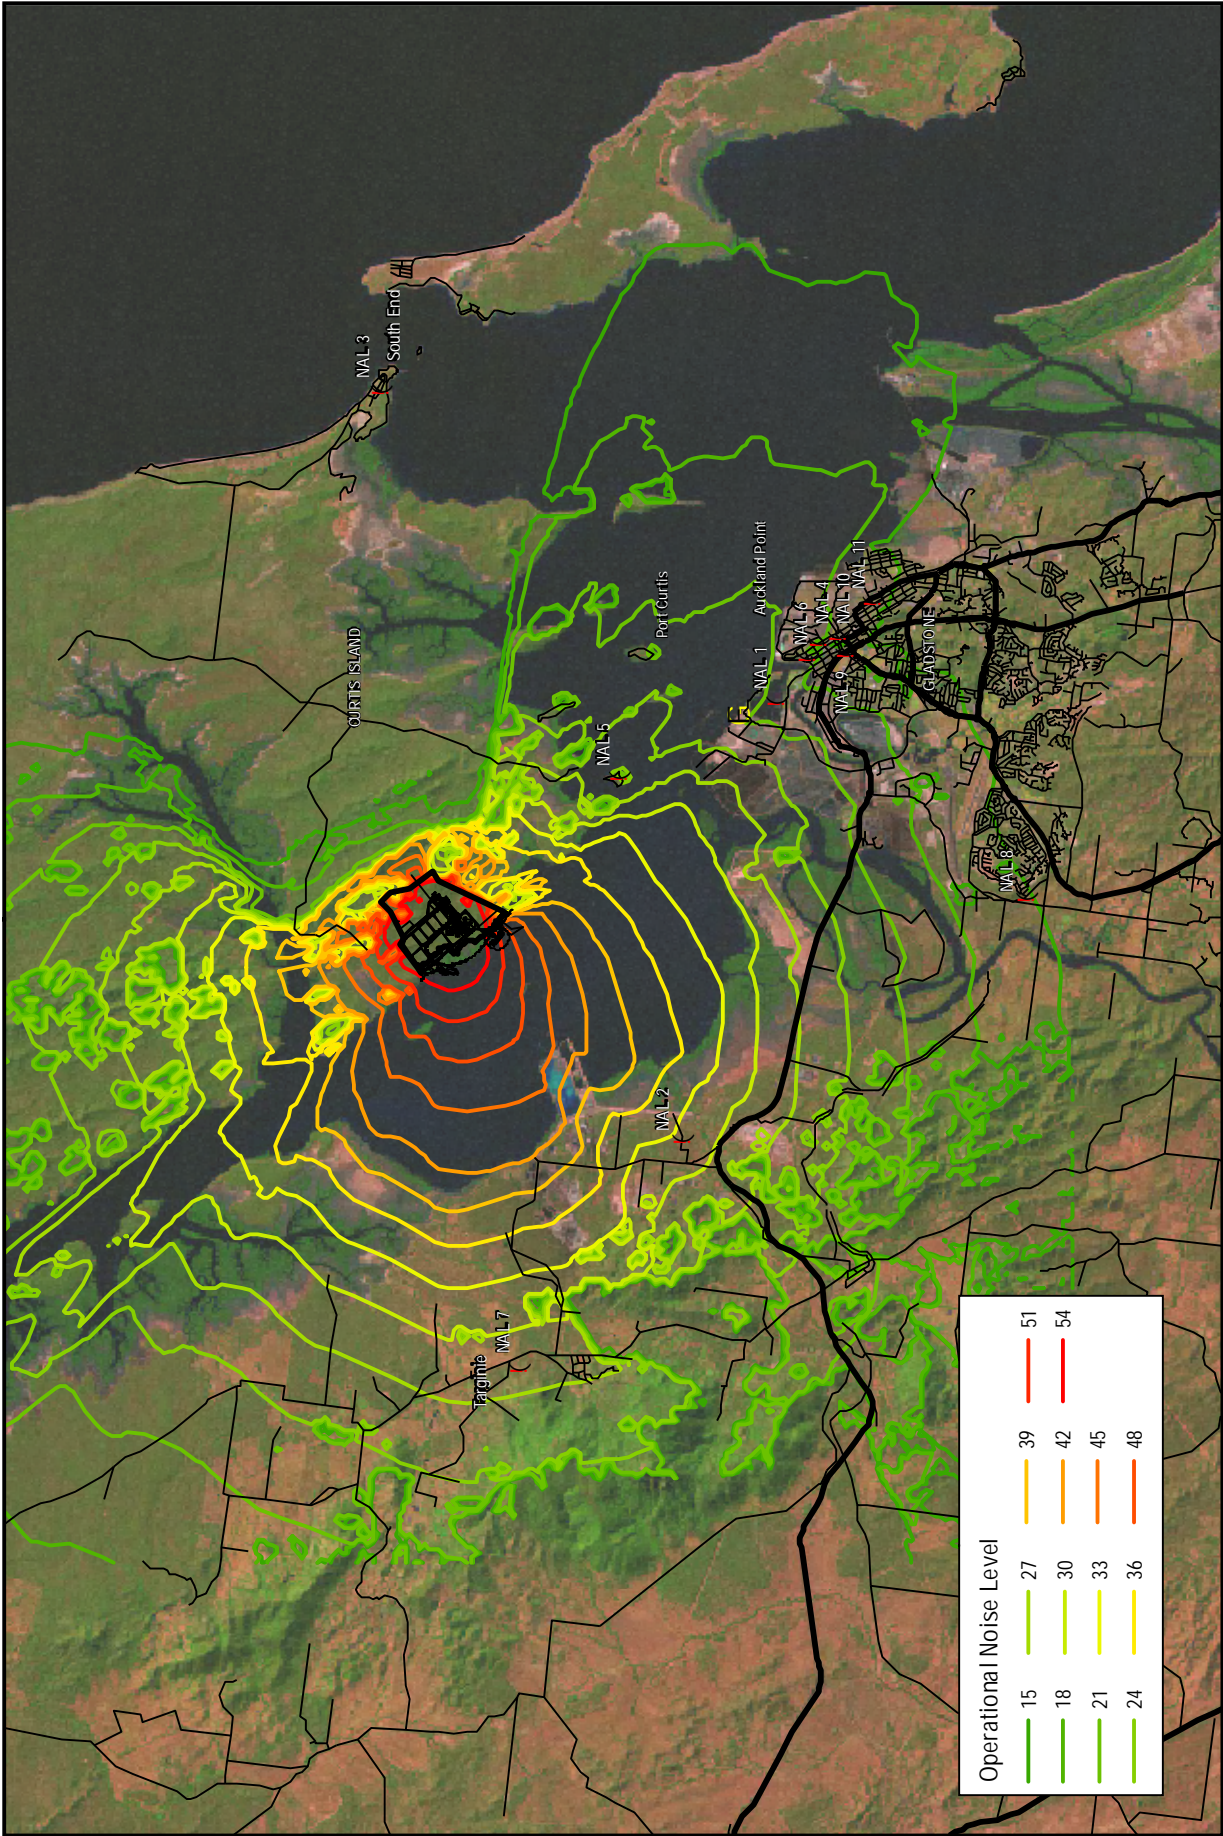 CURTIS ISLAND
NAL 3
South End
NAL 7
Targinie
NAL 2
NAL 5
Port Curtis
NAL 1
Auckland Point
NAL 9
NAL 6
NAL 4
NAL 10
NAL 11
GLADSTONE
NAL 8
Operational Noise Level
15 27 39 51
18 30 42 54
21 33 45
24 36 48